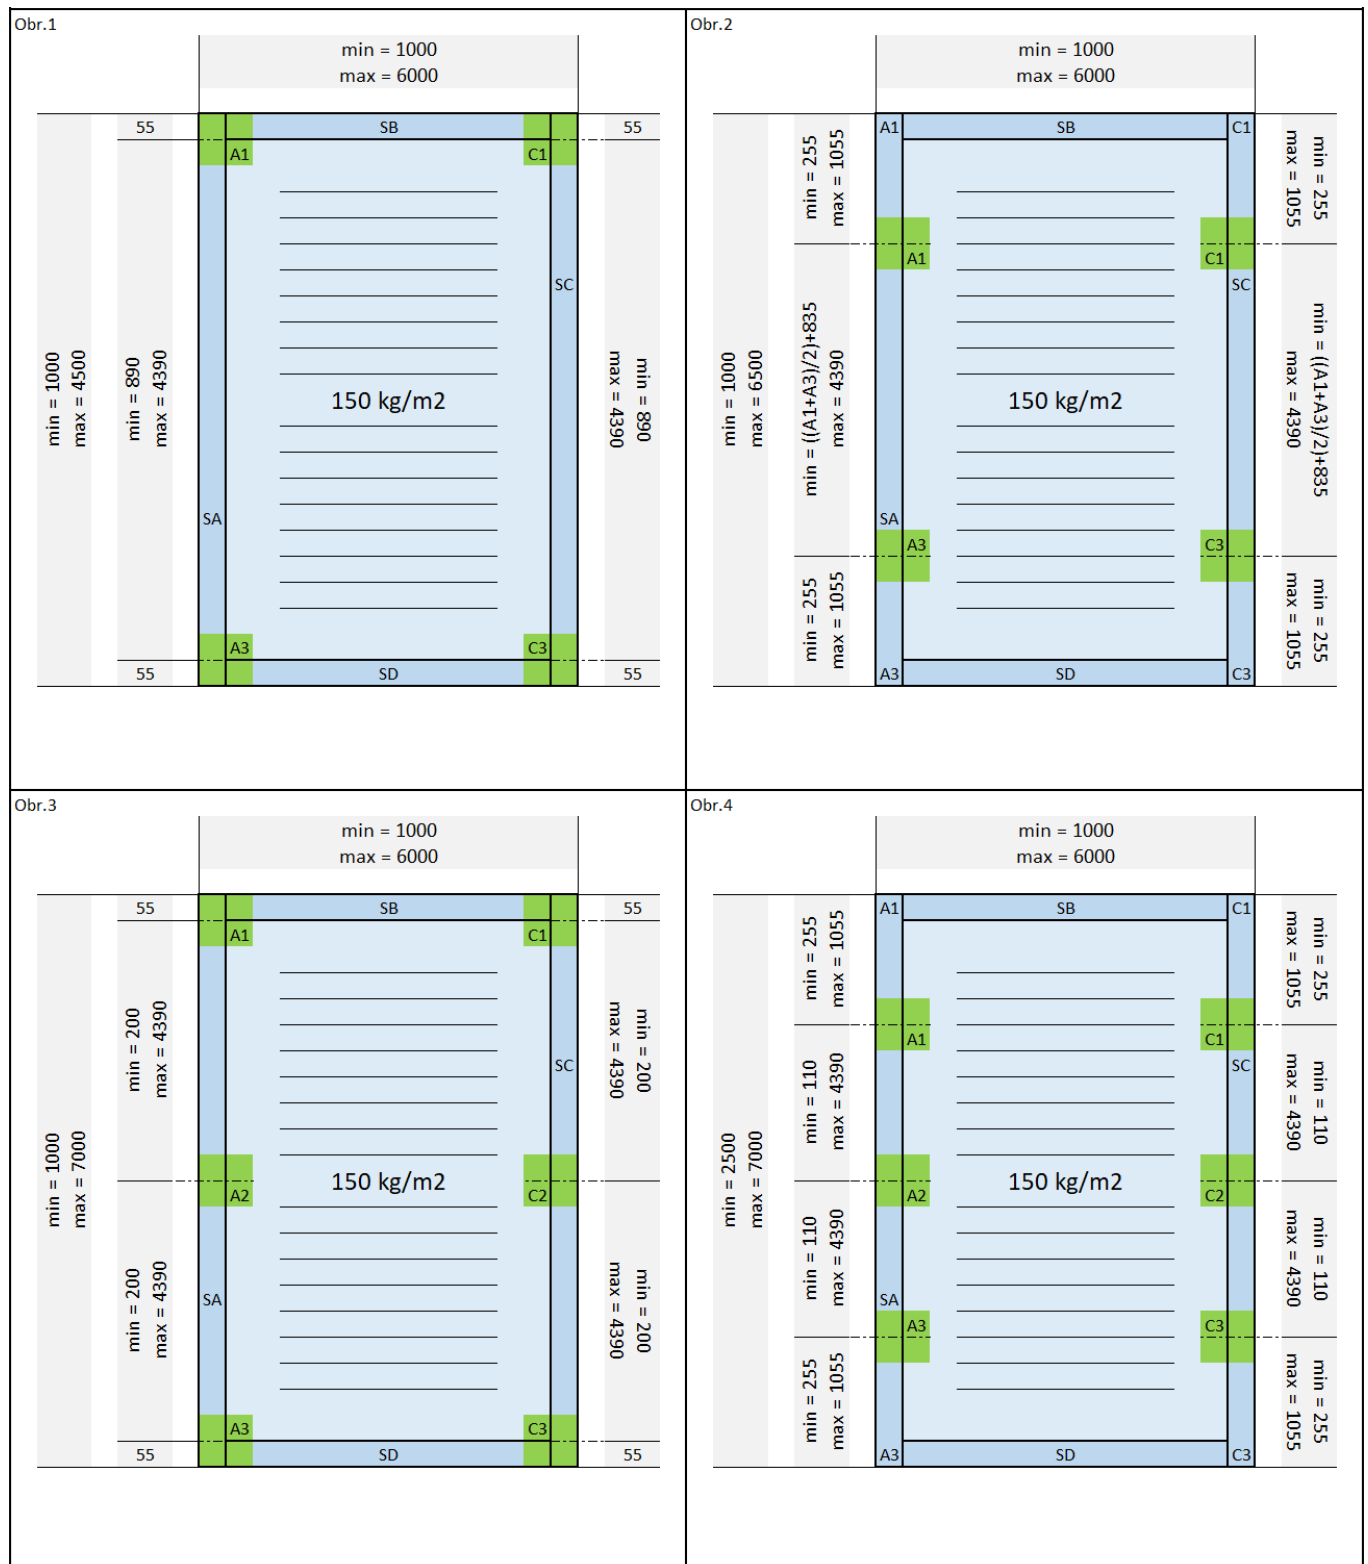 Obr.1
min = 1000
max = 6000
55
SB
55
A1
C1
SC
min = 1000
max = 4500
min = 890
max = 4390
150 kg/m2
min = 890
max = 4390
SA
A3
C3
55
SD
55
Obr.2
min = 1000
max = 6000
A1
SB
C1
min = 255
max = 1055
min = 255
max = 1055
A1
C1
SC
min = 1000
max = 6500
min = ((A1+A3)/2)+835
max = 4390
150 kg/m2
min = ((A1+A3)/2)+835
max = 4390
SA
A3
C3
min = 255
max = 1055
min = 255
max = 1055
A3
SD
C3
Obr.3
min = 1000
max = 6000
55
SB
55
A1
C1
min = 200
max = 4390
min = 200
max = 4390
SC
min = 1000
max = 7000
A2
150 kg/m2
C2
min = 200
max = 4390
min = 200
max = 4390
SA
A3
C3
55
SD
55
Obr.4
min = 1000
max = 6000
A1
SB
C1
min = 255
max = 1055
min = 255
max = 1055
A1
C1
SC
min = 110
max = 4390
min = 110
max = 4390
min = 2500
max = 7000
A2
150 kg/m2
C2
min = 110
max = 4390
min = 110
max = 4390
SA
A3
C3
min = 255
max = 1055
min = 255
max = 1055
A3
SD
C3